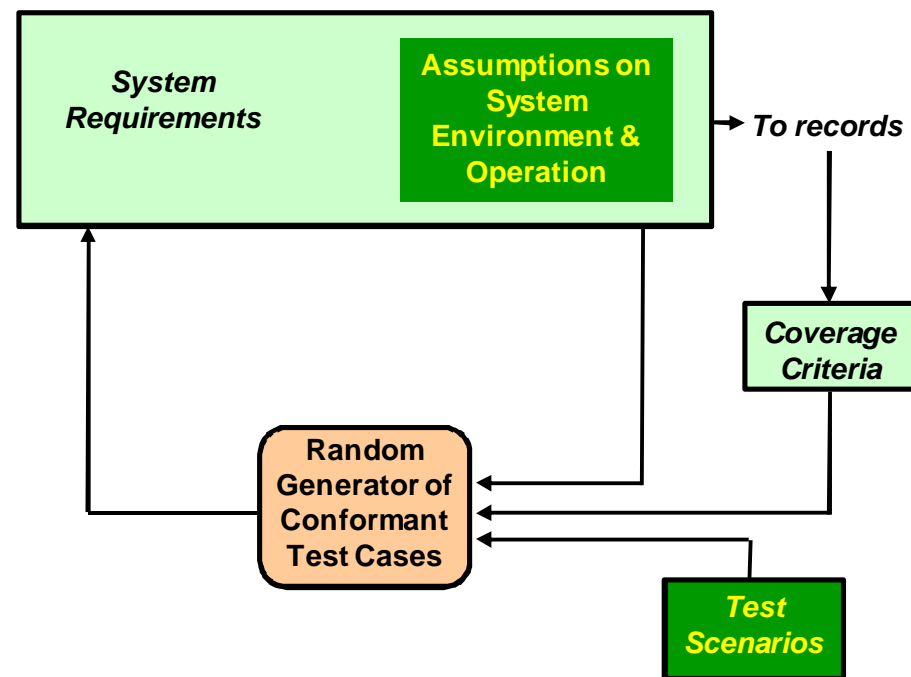 System
Requirements
Assumptions on
System
Environment &
Operation
To records
Coverage
Criteria
Random
Generator of
Conformant
Test Cases
Test
Scenarios